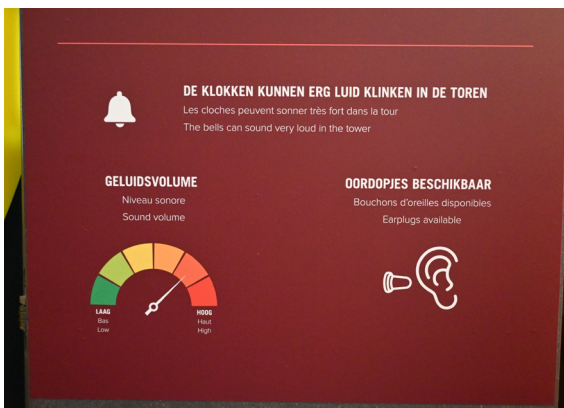 DE KLOKKEN KUNNEN ERG LUID KLINKEN IN DE TOREN
Les cloches peuvent sonner très fort dans la tour
The bells can sound very loud in the tower
GELUIDSVOLUME
Niveau sonore
Sound volume
LAAG
Bas
Low
HOOG
Haut
High
OORDOPJES BESCHIKBAAR
Bouchons d'oreilles disponibles
Earplugs available